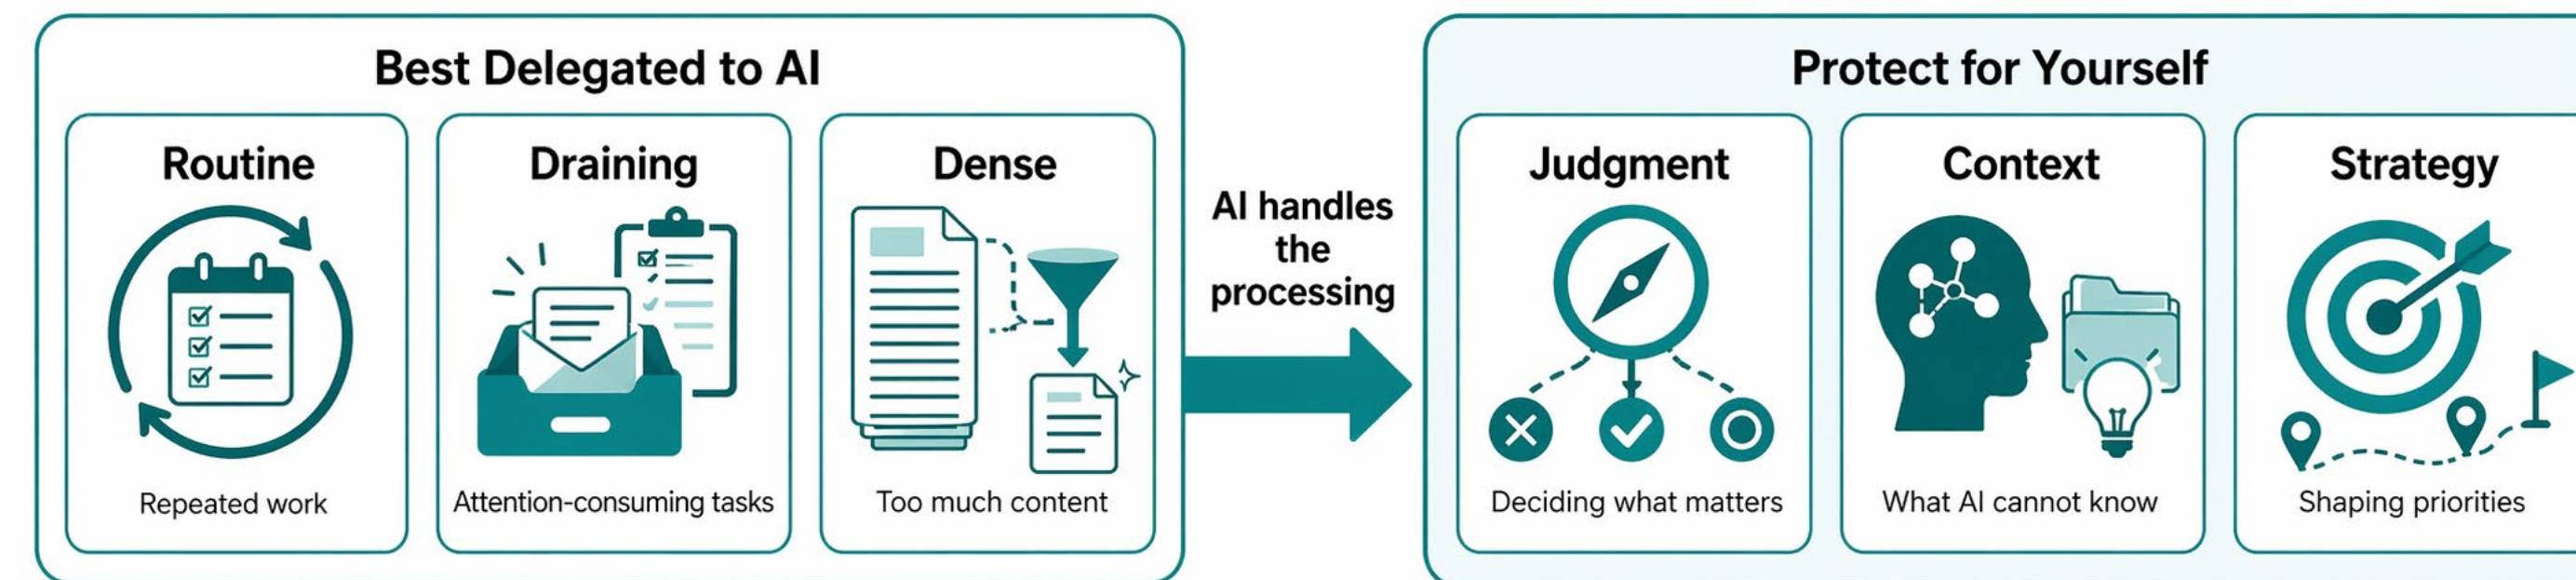 Best Delegated to AI
Routine
Repeated work
Draining
Attention-consuming tasks
Dense
Too much content
AI handles
the
processing
Protect for Yourself
Judgment
Deciding what matters
Context
What AI cannot know
Strategy
Shaping priorities